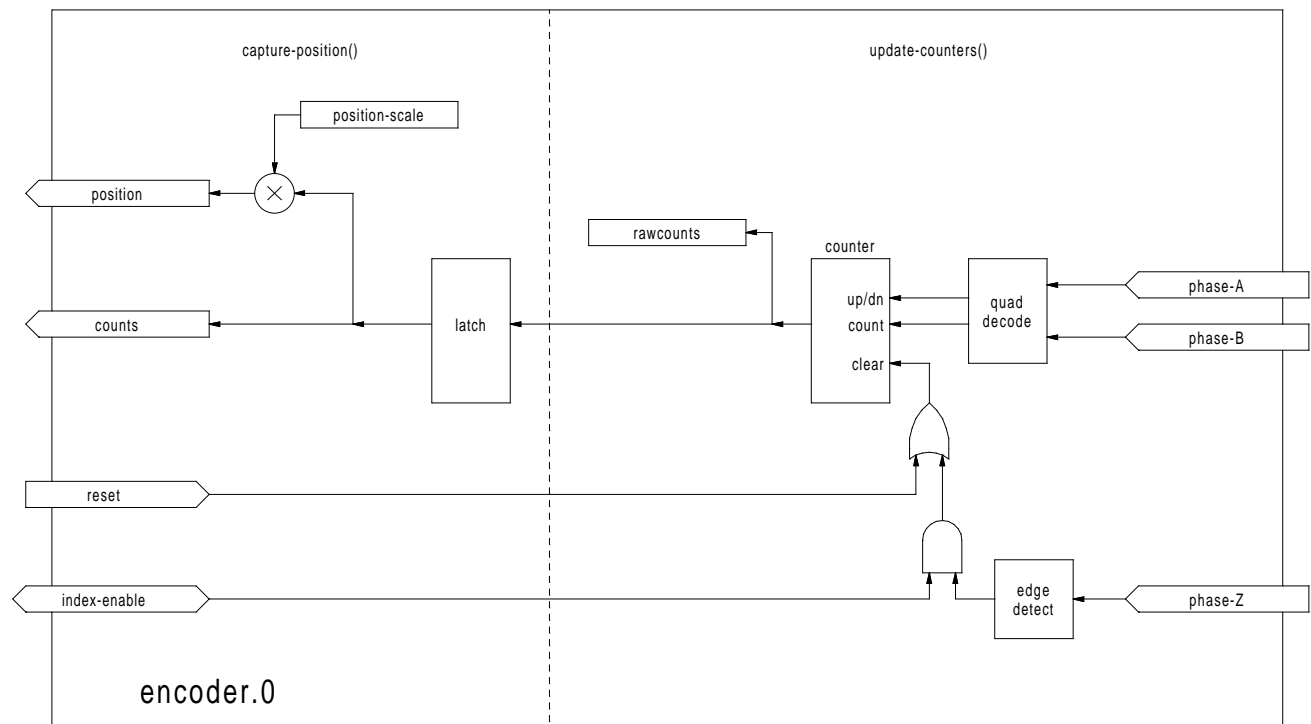 capture-position()
update-counters()
position-scale
position
rawcounts
counter
up/dn
count
clear
quad
decode
phase-A
phase-B
counts
latch
reset
index-enable
edge
detect
phase-Z
encoder.0